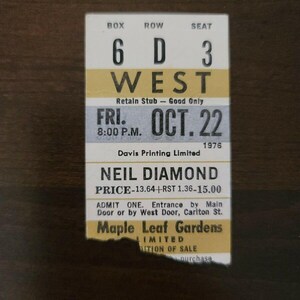 BOX ROW SEAT
6 D 3
WEST
Retain Stub — Good Only
FRI. OCT. 22
8:00 P.M.
1976
Davis Printing Limited
NEIL DIAMOND
PRICE-13.64+RST 1.36-15.00
ADMIT ONE. Entrance by Main
Door or by West Door, Carlton St.
Maple Leaf Gardens
LIMITED
DITION OF SALE
purchase